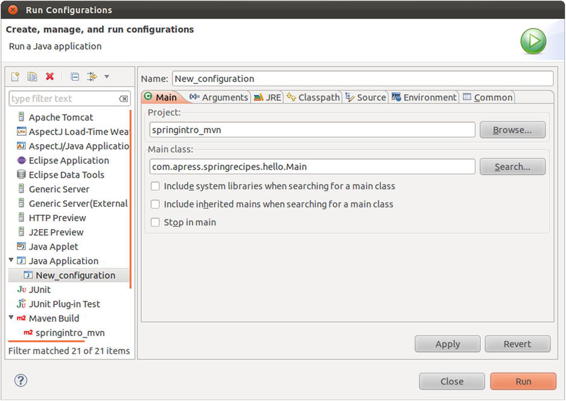 Run Configurations
Create, manage, and run configurations
Run a Java application
type filter text
Apache Tomcat
AspectJ Load-Time Wea
AspectJ/Java Applicatio
Eclipse Application
Eclipse Data Tools
Generic Server
Generic Server(External
HTTP Preview
J2EE Preview
Java Applet
Java Application
New_configuration
JUnit
JUnit Plug-in Test
Maven Build
springintro_mvn
Filter matched 21 of 21 items
Name: New_configuration
Main Arguments JRE Classpath Source Environment Common
Project:
springintro_mvn Browse...
Main class:
com.apress.springrecipes.hello.Main Search...
Include system libraries when searching for a main class
Include inherited mains when searching for a main class
Stop in main
Apply Revert
Close Run